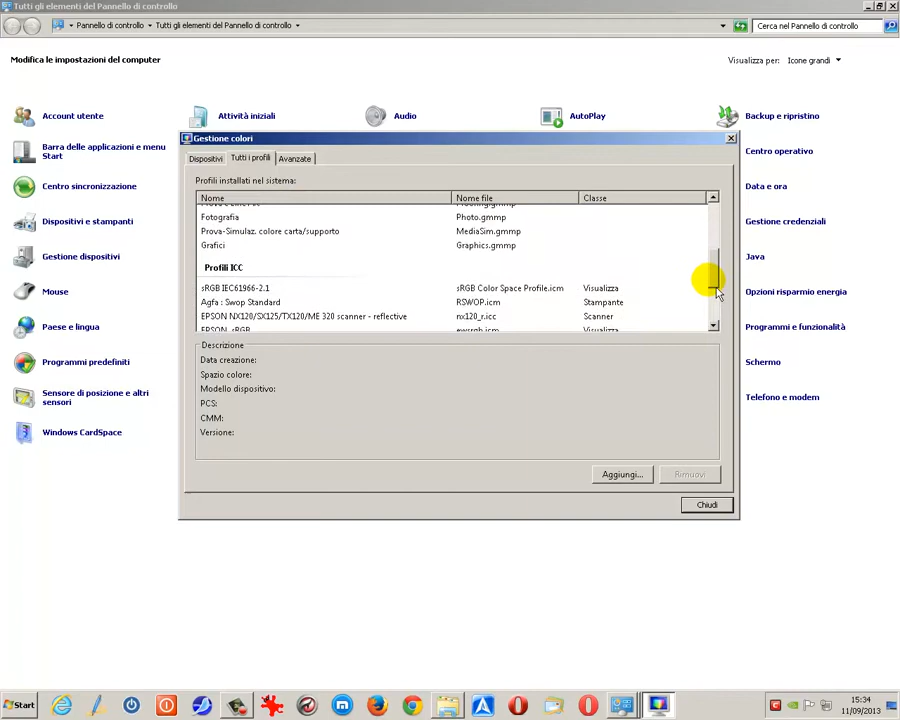 Tutti gli elementi del Pannello di controllo
Pannello di controllo
Tutti gli elementi del Pannello di controllo
Cerca nel Pannello di controllo
Modifica le impostazioni del computer
Visualizza per:
Icone grandi
Account utente
Attività iniziali
Audio
AutoPlay
Backup e ripristino
Barra delle applicazioni e menu
Start
Centro operativo
Centro sincronizzazione
Data e ora
Dispositivi e stampanti
Gestione credenziali
Gestione dispositivi
Java
Mouse
Opzioni risparmio energia
Paese e lingua
Programmi e funzionalità
Programmi predefiniti
Schermo
Sensore di posizione e altri
sensori
Telefono e modem
Windows CardSpace
Gestione colori
Dispositivi
Tutti i profili
Avanzate
Profili installati nel sistema:
Nome
Nome file
Classe
Fotografia
Photo.gmmp
Prova-Simulaz. colore carta/supporto
MediaSim.gmmp
Grafici
Graphics.gmmp
Profili ICC
sRGB IEC61966-2.1
sRGB Color Space Profile.icm
Visualizza
Agfa : Swop Standard
RSWOP.icm
Stampante
EPSON NX120/SX125/TX120/ME 320 scanner - reflective
nx120_r.icc
Scanner
EPSON sRGB
ewsrgb.icm
Visualizza
Descrizione
Data creazione:
Spazio colore:
Modello dispositivo:
PCS:
CMM:
Versione:
Aggiungi...
Rimuovi
Chiudi
Start
15:34
11/09/2013